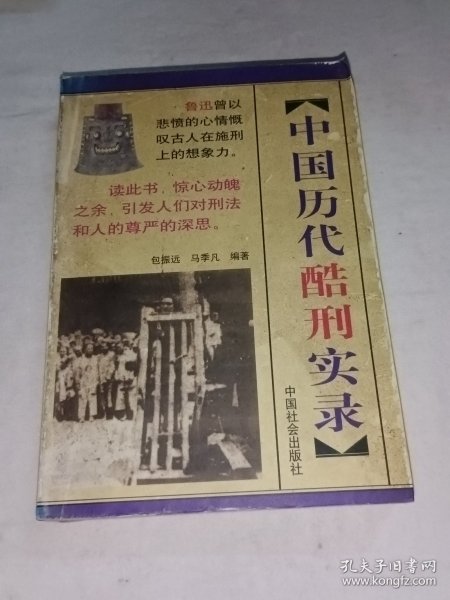 鲁迅曾以
悲愤的心情慨
叹古人在施刑
上的想象力。
读此书，惊心动魄
之余，引发人们对刑法
和人的尊严的深思。
包振远 马季凡 编著
【中国历代酷刑实录】
中国社会出版社
孔夫子旧书网
www.kongfz.com